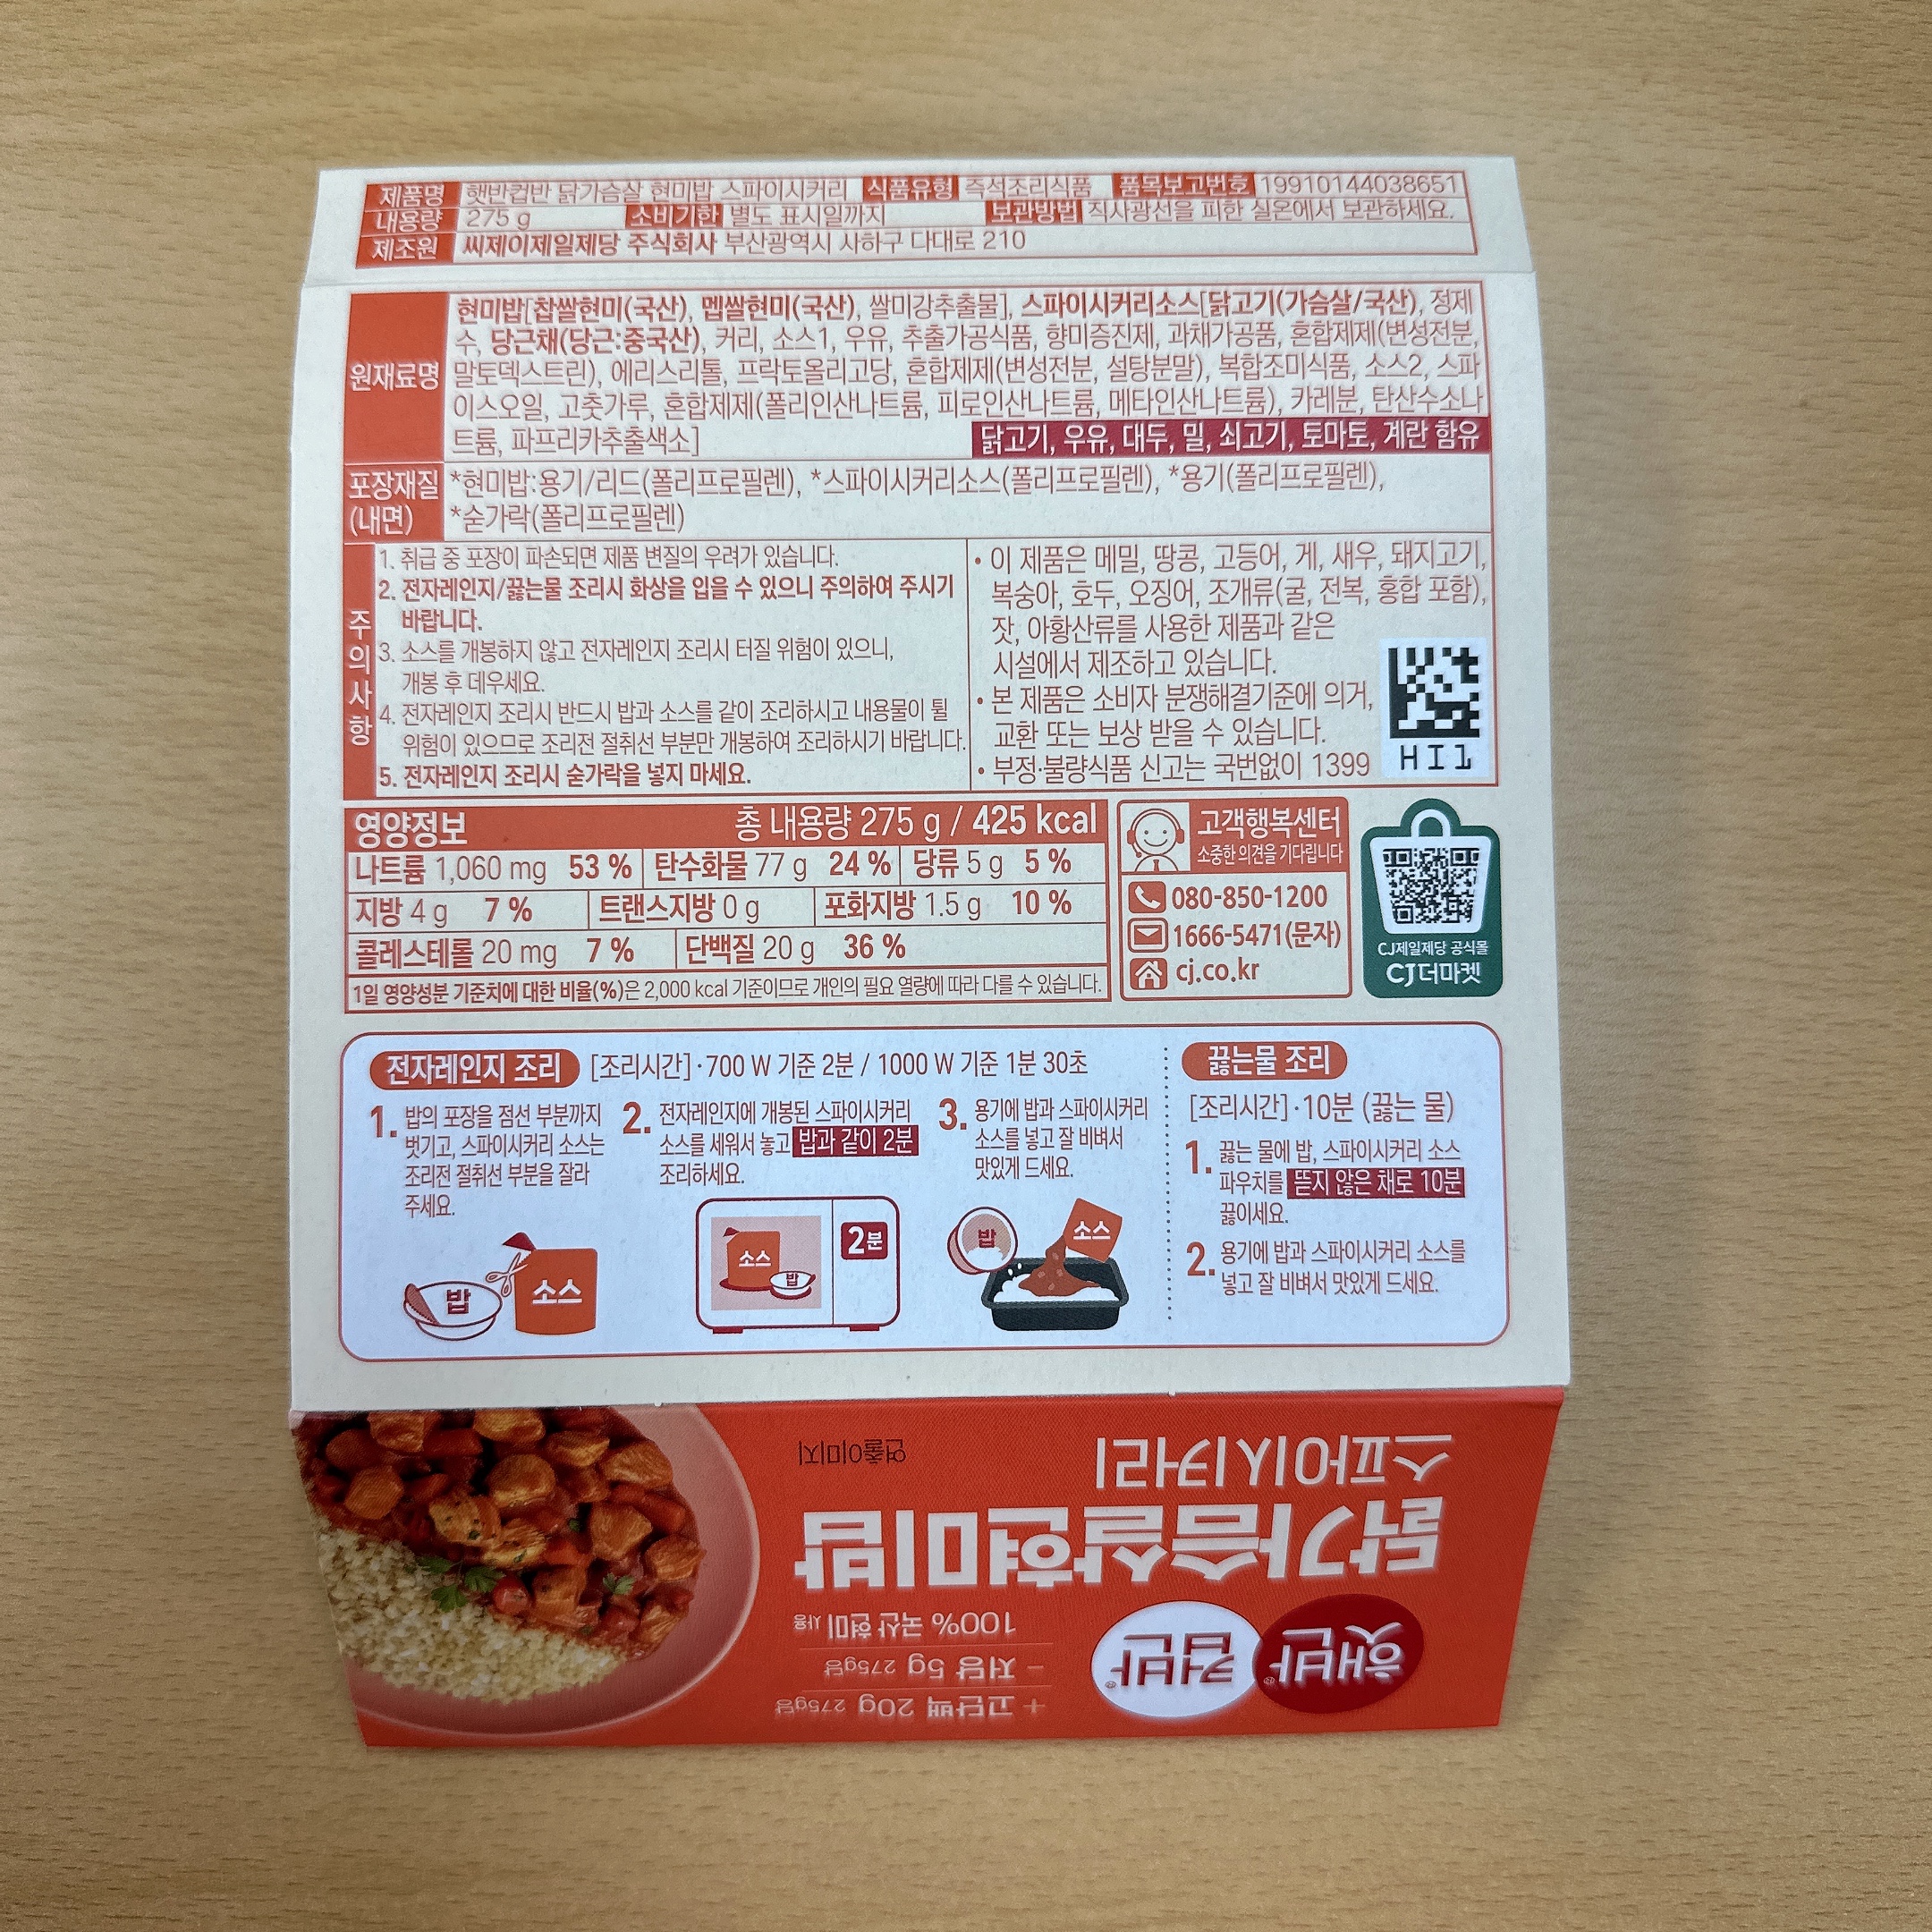 제품명 햇반컵반 닭가슴살 현미밥 스파이시커리 식품유형 즉석조리식품 품목보고번호 19910144038651
내용량 275 g 소비기한 별도 표시일까지 보관방법 직사광선을 피한 실온에서 보관하세요.
제조원 씨제이제일제당 주식회사 부산광역시 사하구 다대로 210
원재료명
현미밥[찹쌀현미(국산), 멥쌀현미(국산), 쌀미강추출물], 스파이시커리소스[닭고기(가슴살/국산), 정제
수, 당근채(당근:중국산), 커리, 소스1, 우유, 추출가공식품, 향미증진제, 과채가공품, 혼합제제(변성전분,
말토덱스트린), 에리스리톨, 프락토올리고당, 혼합제제(변성전분, 설탕분말), 복합조미식품, 소스2, 스파
이스오일, 고춧가루, 혼합제제(폴리인산나트륨, 피로인산나트륨, 메타인산나트륨), 카레분, 탄산수소나
트륨, 파프리카추출색소]
닭고기, 우유, 대두, 밀, 쇠고기, 토마토, 계란 함유
포장재질
(내면)
*현미밥:용기/리드(폴리프로필렌), *스파이시커리소스(폴리프로필렌), *용기(폴리프로필렌),
*숟가락(폴리프로필렌)
주의사항
1. 취급 중 포장이 파손되면 제품 변질의 우려가 있습니다.
2. 전자레인지/끓는물 조리시 화상을 입을 수 있으니 주의하여 주시기
바랍니다.
3. 소스를 개봉하지 않고 전자레인지 조리시 터질 위험이 있으니,
개봉 후 데우세요.
4. 전자레인지 조리시 반드시 밥과 소스를 같이 조리하시고 내용물이 튈
위험이 있으므로 조리전 절취선 부분만 개봉하여 조리하시기 바랍니다.
5. 전자레인지 조리시 숟가락을 넣지 마세요.
• 이 제품은 메밀, 땅콩, 고등어, 게, 새우, 돼지고기,
복숭아, 호두, 오징어, 조개류(굴, 전복, 홍합 포함),
잣, 아황산류를 사용한 제품과 같은
시설에서 제조하고 있습니다.
• 본 제품은 소비자 분쟁해결기준에 의거,
교환 또는 보상 받을 수 있습니다.
• 부정·불량식품 신고는 국번없이 1399
HI1
영양정보 총 내용량 275 g / 425 kcal
나트륨 1,060 mg 53 % 탄수화물 77 g 24 % 당류 5 g 5 %
지방 4 g 7 % 트랜스지방 0 g 포화지방 1.5 g 10 %
콜레스테롤 20 mg 7 % 단백질 20 g 36 %
1일 영양성분 기준치에 대한 비율(%)은 2,000 kcal 기준이므로 개인의 필요 열량에 따라 다를 수 있습니다.
고객행복센터
소중한 의견을 기다립니다
080-850-1200
1666-5471(문자)
cj.co.kr
CJ제일제당 공식몰
CJ더마켓
전자레인지 조리 [조리시간]·700 W 기준 2분 / 1000 W 기준 1분 30초
1. 밥의 포장을 점선 부분까지
벗기고, 스파이시커리 소스는
조리전 절취선 부분을 잘라
주세요.
밥
소스
2. 전자레인지에 개봉된 스파이시커리
소스를 세워서 놓고 밥과 같이 2분
조리하세요.
소스
밥
2분
3. 용기에 밥과 스파이시커리
소스를 넣고 잘 비벼서
맛있게 드세요.
밥
소스
끓는물 조리
[조리시간]·10분 (끓는 물)
1. 끓는 물에 밥, 스파이시커리 소스
파우치를 뜯지 않은 채로 10분
끓이세요.
2. 용기에 밥과 스파이시커리 소스를
넣고 잘 비벼서 맛있게 드세요.
햇반® 컵반®
+ 고단백 20g 275g당
- 저당 5g 275g당
100% 국산 현미 사용
닭가슴살현미밥
스파이시커리
연출이미지